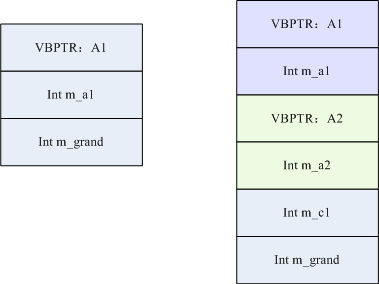 VBPTR：A1
Int m_a1
Int m_grand
VBPTR：A1
Int m_a1
VBPTR：A2
Int m_a2
Int m_c1
Int m_grand